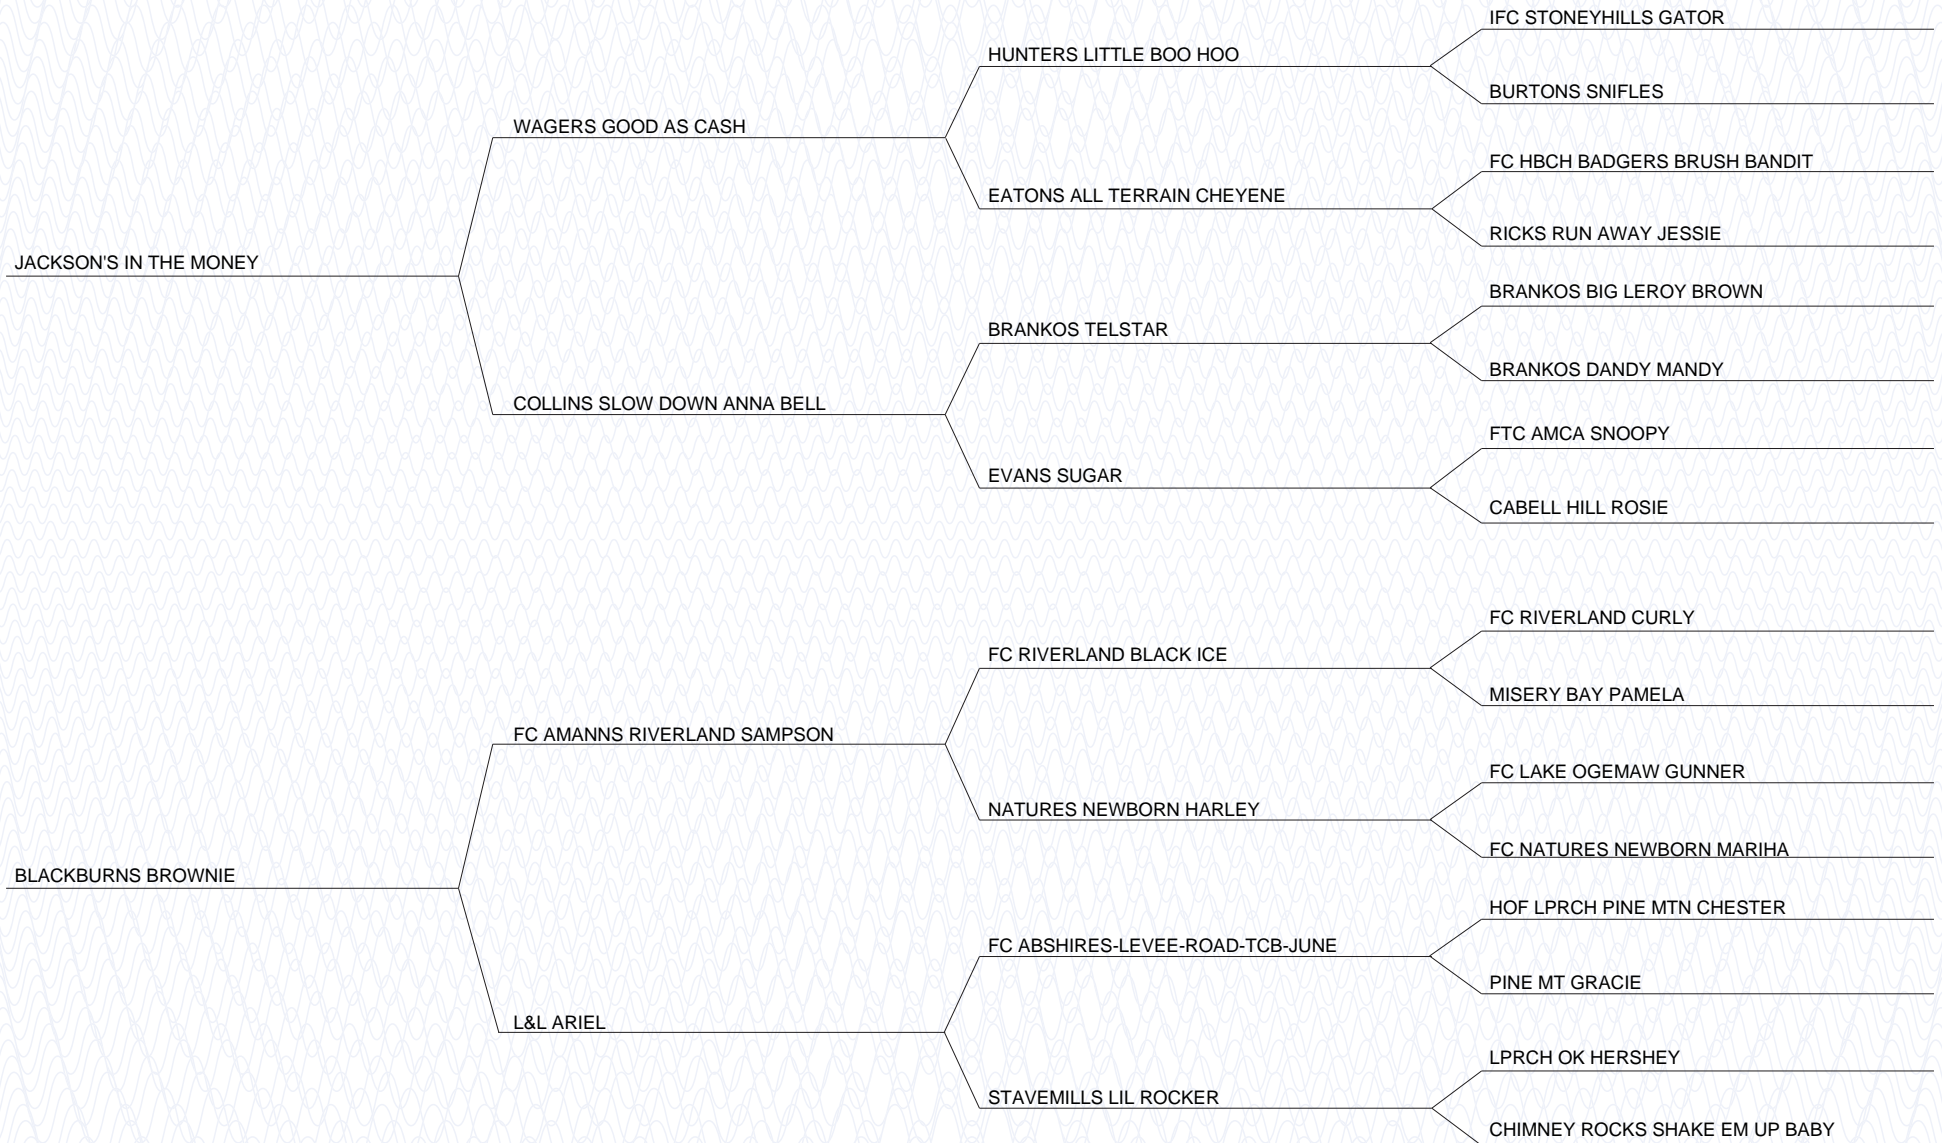 IFC STONEYHILLS GATOR
HUNTERS LITTLE BOO HOO
BURTONS SNIFLES
WAGERS GOOD AS CASH
FC HBCH BADGERS BRUSH BANDIT
EATONS ALL TERRAIN CHEYENE
RICKS RUN AWAY JESSIE
JACKSON'S IN THE MONEY
BRANKOS BIG LEROY BROWN
BRANKOS TELSTAR
BRANKOS DANDY MANDY
COLLINS SLOW DOWN ANNA BELL
FTC AMCA SNOOPY
EVANS SUGAR
CABELL HILL ROSIE
FC RIVERLAND CURLY
FC RIVERLAND BLACK ICE
MISERY BAY PAMELA
FC AMANNS RIVERLAND SAMPSON
FC LAKE OGEMAW GUNNER
NATURES NEWBORN HARLEY
FC NATURES NEWBORN MARIHA
BLACKBURNS BROWNIE
HOF LPRCH PINE MTN CHESTER
FC ABSHIRES-LEVEE-ROAD-TCB-JUNE
PINE MT GRACIE
L&L ARIEL
LPRCH OK HERSHEY
STAVEMILLS LIL ROCKER
CHIMNEY ROCKS SHAKE EM UP BABY